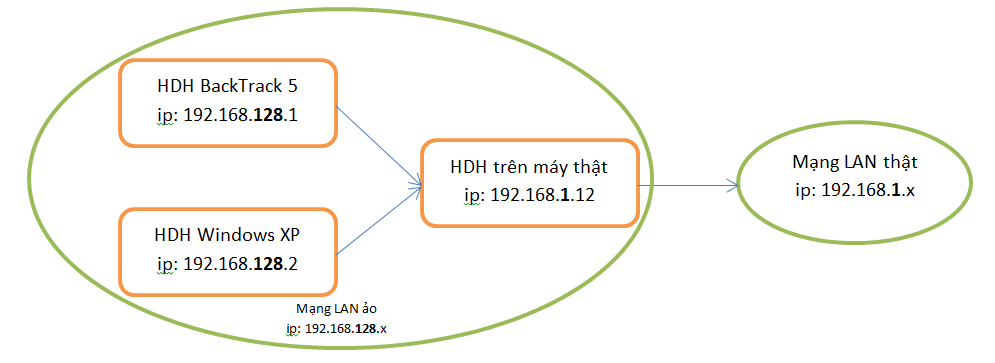 HDH BackTrack 5
ip: 192.168.128.1
HDH trên máy thật
ip: 192.168.1.12
Mạng LAN thật
ip: 192.168.1.x
HDH Windows XP
ip: 192.168.128.2
Mạng LAN ảo
ip: 192.168.128.x